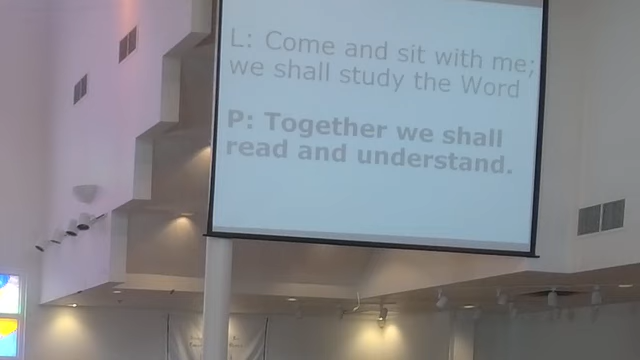 L: Come and sit with me;
we shall study the Word
P: Together we shall
read and understand.